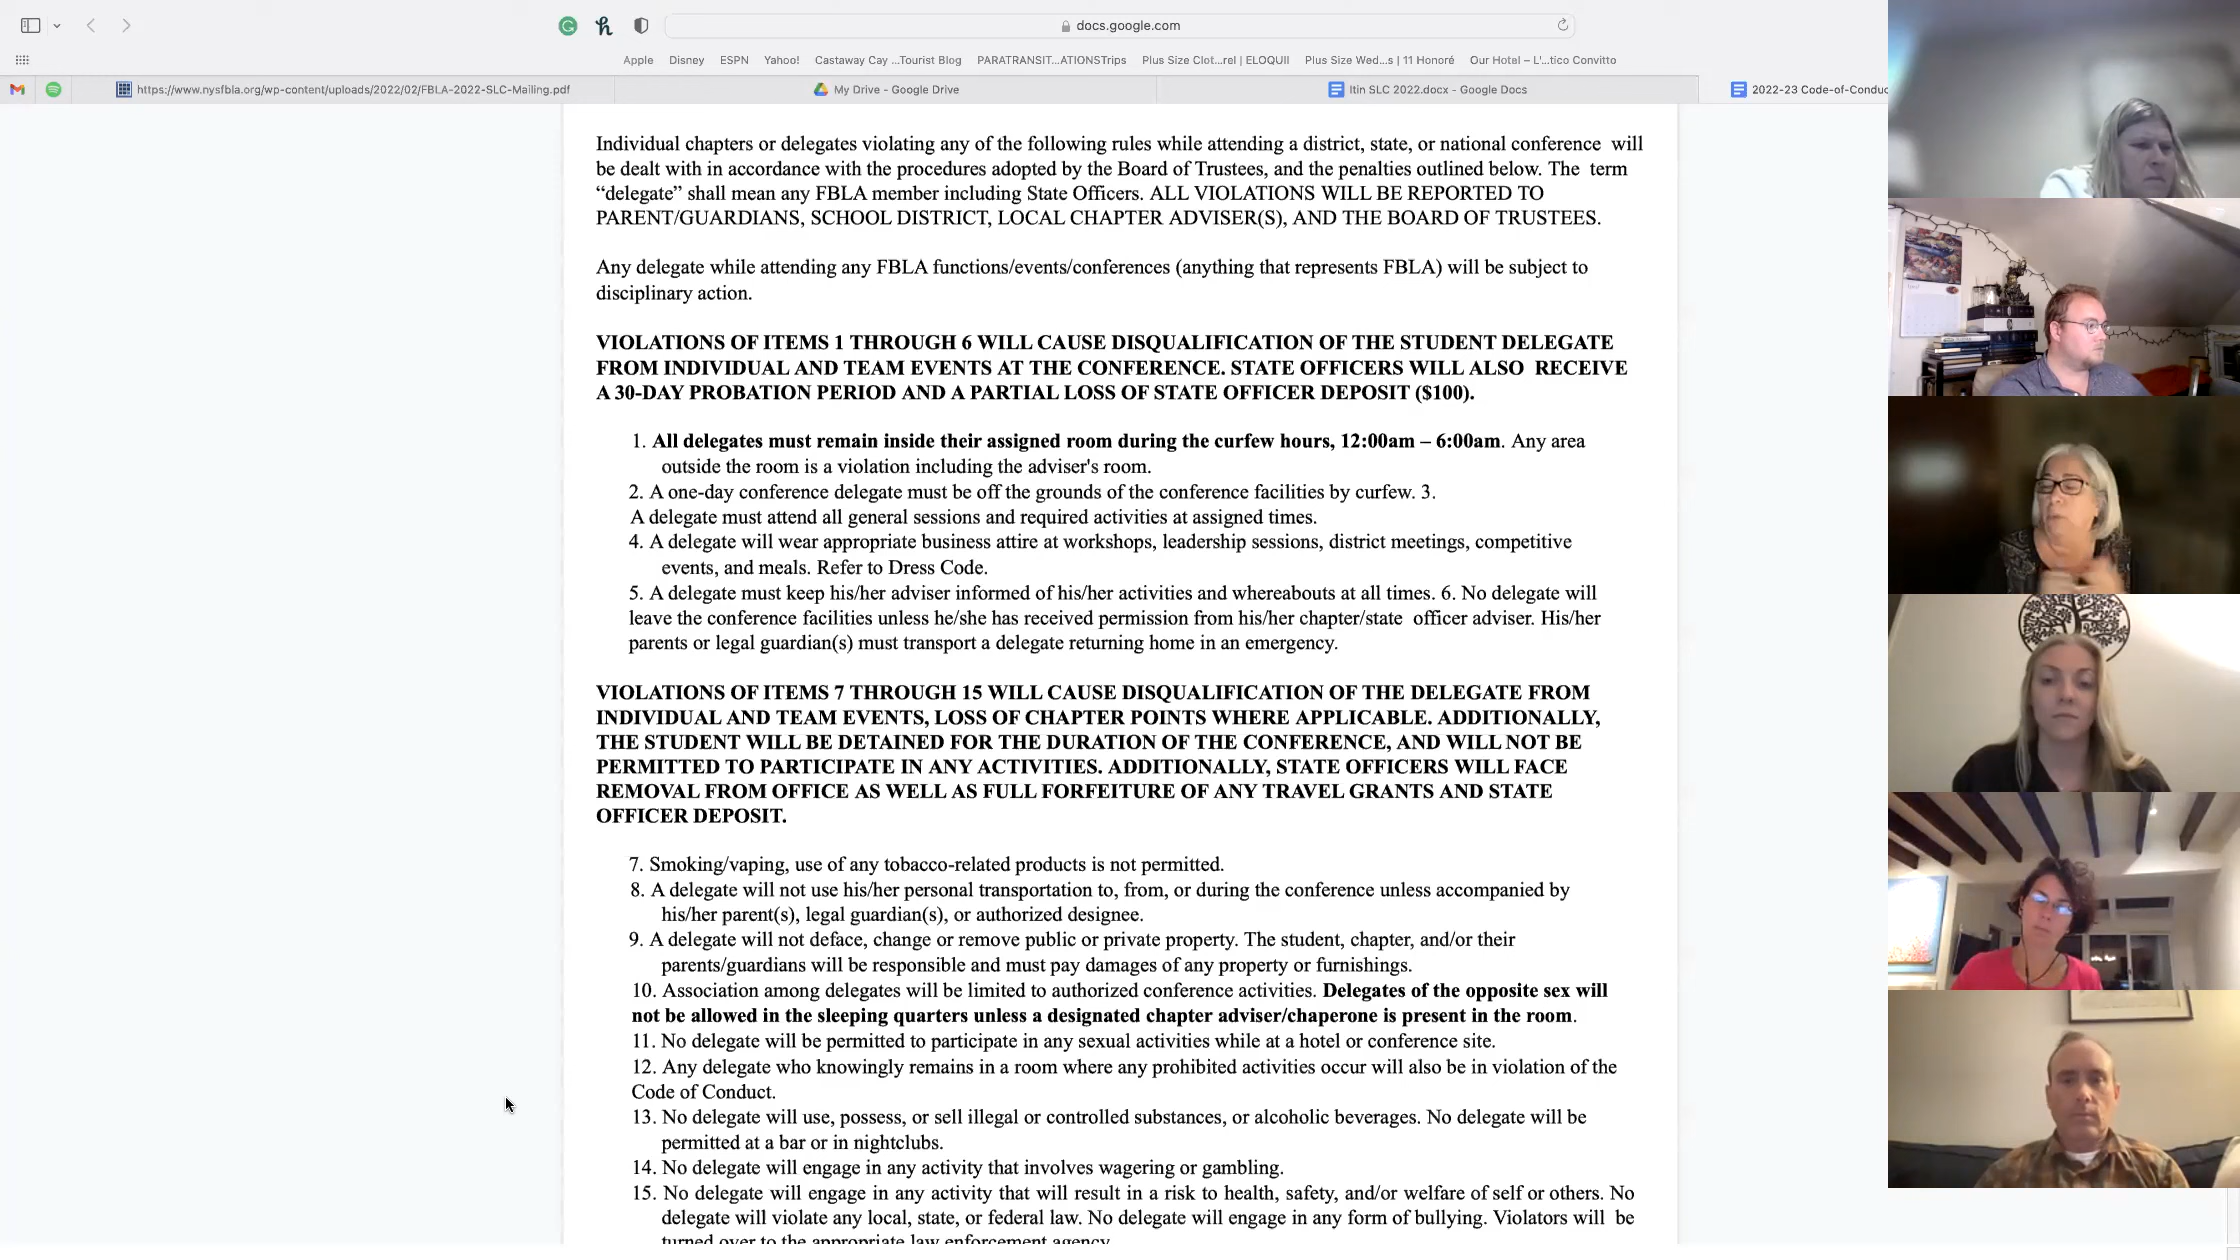 docs.google.com
Apple Disney ESPN Yahoo! Castaway Cay ...Tourist Blog PARATRANSIT...ATIONSTrips Plus Size Clot...rel | ELOQUII Plus Size Wed...s | 11 Honoré Our Hotel – L'...tico Convitto
https://www.nysfbla.org/wp-content/uploads/2022/02/FBLA-2022-SLC-Mailing.pdf My Drive - Google Drive Itin SLC 2022.docx - Google Docs 2022-23 Code-of-Conduc
Individual chapters or delegates violating any of the following rules while attending a district, state, or national conference will
be dealt with in accordance with the procedures adopted by the Board of Trustees, and the penalties outlined below. The term
“delegate” shall mean any FBLA member including State Officers. ALL VIOLATIONS WILL BE REPORTED TO
PARENT/GUARDIANS, SCHOOL DISTRICT, LOCAL CHAPTER ADVISER(S), AND THE BOARD OF TRUSTEES.
Any delegate while attending any FBLA functions/events/conferences (anything that represents FBLA) will be subject to
disciplinary action.
VIOLATIONS OF ITEMS 1 THROUGH 6 WILL CAUSE DISQUALIFICATION OF THE STUDENT DELEGATE
FROM INDIVIDUAL AND TEAM EVENTS AT THE CONFERENCE. STATE OFFICERS WILL ALSO RECEIVE
A 30-DAY PROBATION PERIOD AND A PARTIAL LOSS OF STATE OFFICER DEPOSIT ($100).
1. All delegates must remain inside their assigned room during the curfew hours, 12:00am – 6:00am. Any area
outside the room is a violation including the adviser's room.
2. A one-day conference delegate must be off the grounds of the conference facilities by curfew. 3.
A delegate must attend all general sessions and required activities at assigned times.
4. A delegate will wear appropriate business attire at workshops, leadership sessions, district meetings, competitive
events, and meals. Refer to Dress Code.
5. A delegate must keep his/her adviser informed of his/her activities and whereabouts at all times. 6. No delegate will
leave the conference facilities unless he/she has received permission from his/her chapter/state officer adviser. His/her
parents or legal guardian(s) must transport a delegate returning home in an emergency.
VIOLATIONS OF ITEMS 7 THROUGH 15 WILL CAUSE DISQUALIFICATION OF THE DELEGATE FROM
INDIVIDUAL AND TEAM EVENTS, LOSS OF CHAPTER POINTS WHERE APPLICABLE. ADDITIONALLY,
THE STUDENT WILL BE DETAINED FOR THE DURATION OF THE CONFERENCE, AND WILL NOT BE
PERMITTED TO PARTICIPATE IN ANY ACTIVITIES. ADDITIONALLY, STATE OFFICERS WILL FACE
REMOVAL FROM OFFICE AS WELL AS FULL FORFEITURE OF ANY TRAVEL GRANTS AND STATE
OFFICER DEPOSIT.
7. Smoking/vaping, use of any tobacco-related products is not permitted.
8. A delegate will not use his/her personal transportation to, from, or during the conference unless accompanied by
his/her parent(s), legal guardian(s), or authorized designee.
9. A delegate will not deface, change or remove public or private property. The student, chapter, and/or their
parents/guardians will be responsible and must pay damages of any property or furnishings.
10. Association among delegates will be limited to authorized conference activities. Delegates of the opposite sex will
not be allowed in the sleeping quarters unless a designated chapter adviser/chaperone is present in the room.
11. No delegate will be permitted to participate in any sexual activities while at a hotel or conference site.
12. Any delegate who knowingly remains in a room where any prohibited activities occur will also be in violation of the
Code of Conduct.
13. No delegate will use, possess, or sell illegal or controlled substances, or alcoholic beverages. No delegate will be
permitted at a bar or in nightclubs.
14. No delegate will engage in any activity that involves wagering or gambling.
15. No delegate will engage in any activity that will result in a risk to health, safety, and/or welfare of self or others. No
delegate will violate any local, state, or federal law. No delegate will engage in any form of bullying. Violators will be
turned over to the appropriate law enforcement agency.